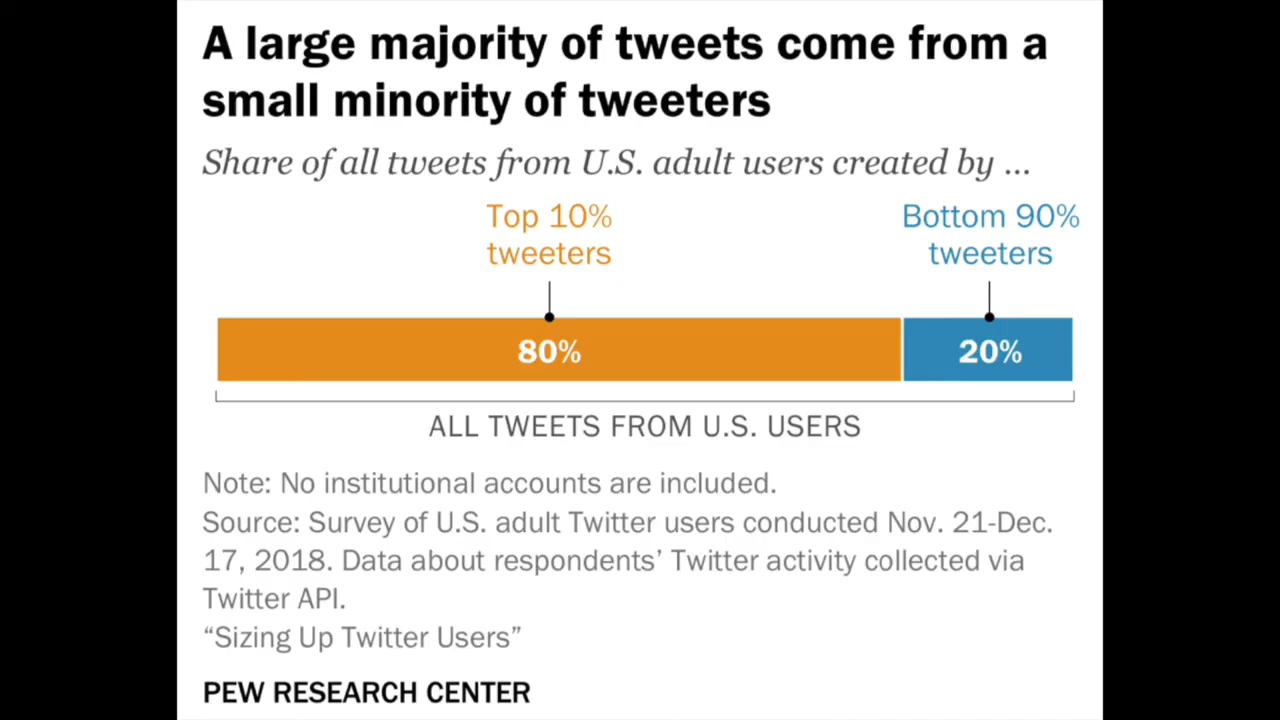 A large majority of tweets come from a
small minority of tweeters
Share of all tweets from U.S. adult users created by ...
Top 10%
tweeters
Bottom 90%
tweeters
80%
20%
ALL TWEETS FROM U.S. USERS
Note: No institutional accounts are included.
Source: Survey of U.S. adult Twitter users conducted Nov. 21-Dec.
17, 2018. Data about respondents’ Twitter activity collected via
Twitter API.
“Sizing Up Twitter Users”
PEW RESEARCH CENTER